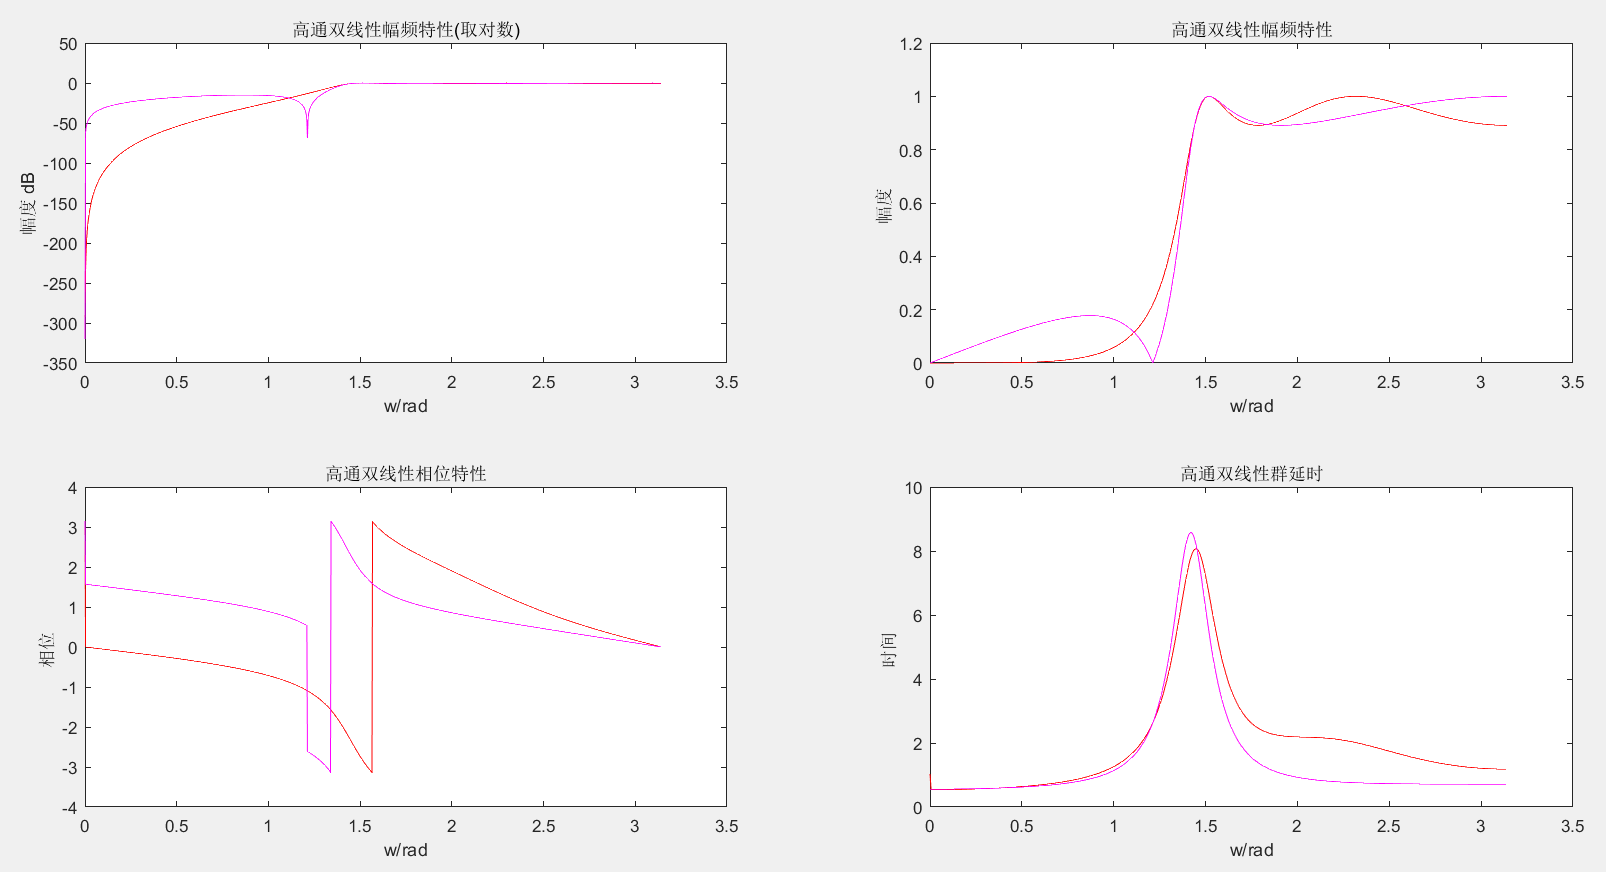 高通双线性幅频特性(取对数)
50
0
-50
-100
-150
-200
-250
-300
-350
幅度 dB
0 0.5 1 1.5 2 2.5 3 3.5
w/rad
高通双线性幅频特性
1.2
1
0.8
0.6
0.4
0.2
0
幅度
0 0.5 1 1.5 2 2.5 3 3.5
w/rad
高通双线性相位特性
4
3
2
1
0
-1
-2
-3
-4
相位
0 0.5 1 1.5 2 2.5 3 3.5
w/rad
高通双线性群延时
10
8
6
4
2
0
时间
0 0.5 1 1.5 2 2.5 3 3.5
w/rad